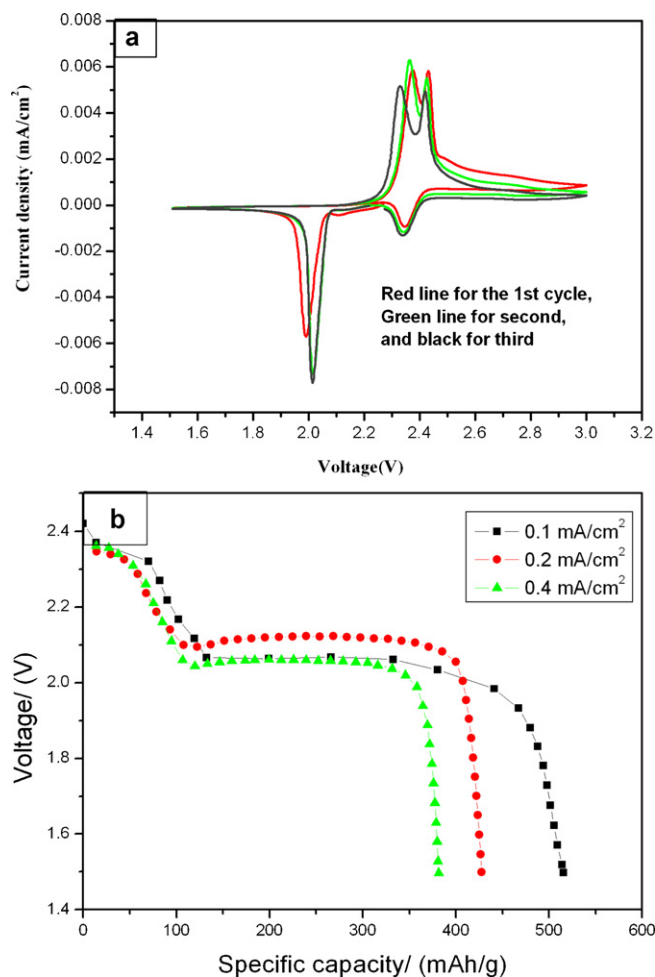 a
Current density (mA/cm²)
0.008
0.006
0.004
0.002
0.000
-0.002
-0.004
-0.006
-0.008
Red line for the 1st cycle,
Green line for second,
and black for third
1.4 1.6 1.8 2.0 2.2 2.4 2.6 2.8 3.0 3.2
Voltage(V)
b
Voltage/ (V)
2.4
2.2
2.0
1.8
1.6
1.4
0.1 mA/cm²
0.2 mA/cm²
0.4 mA/cm²
0 100 200 300 400 500 600
Specific capacity/ (mAh/g)